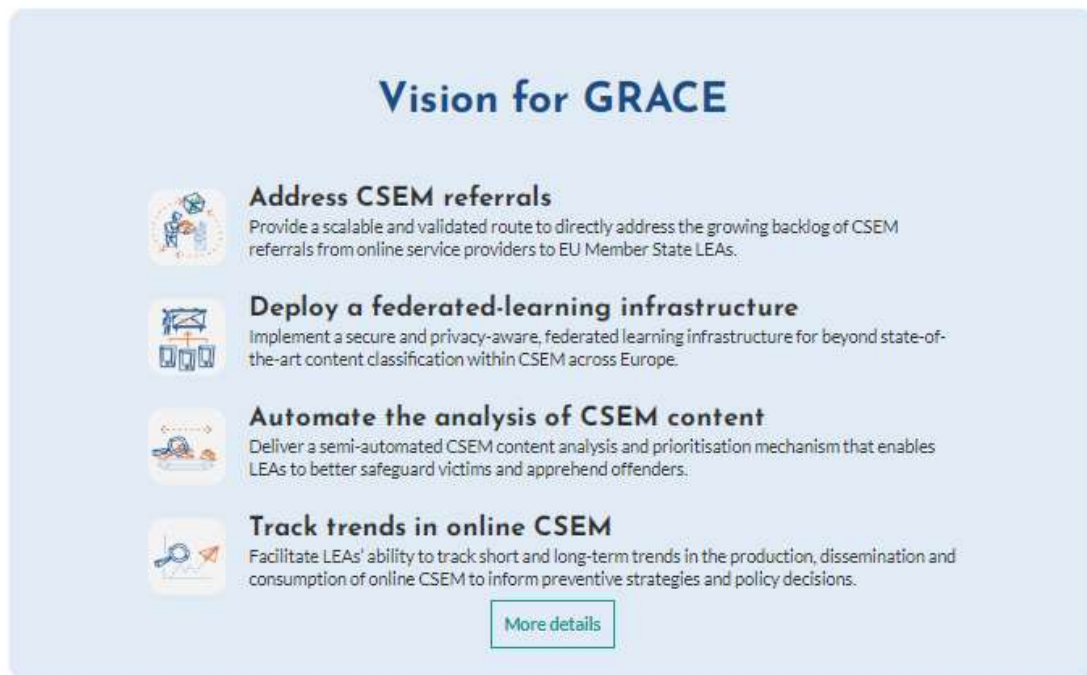 Vision for GRACE
Address CSEM referrals
Provide a scalable and validated route to directly address the growing backlog of CSEM
referrals from online service providers to EU Member State LEAs.
Deploy a federated-learning infrastructure
Implement a secure and privacy-aware, federated learning infrastructure for beyond state-of-
the-art content classification within CSEM across Europe.
Automate the analysis of CSEM content
Deliver a semi-automated CSEM content analysis and prioritisation mechanism that enables
LEAs to better safeguard victims and apprehend offenders.
Track trends in online CSEM
Facilitate LEAs' ability to track short and long-term trends in the production, dissemination and
consumption of online CSEM to inform preventive strategies and policy decisions.
More details